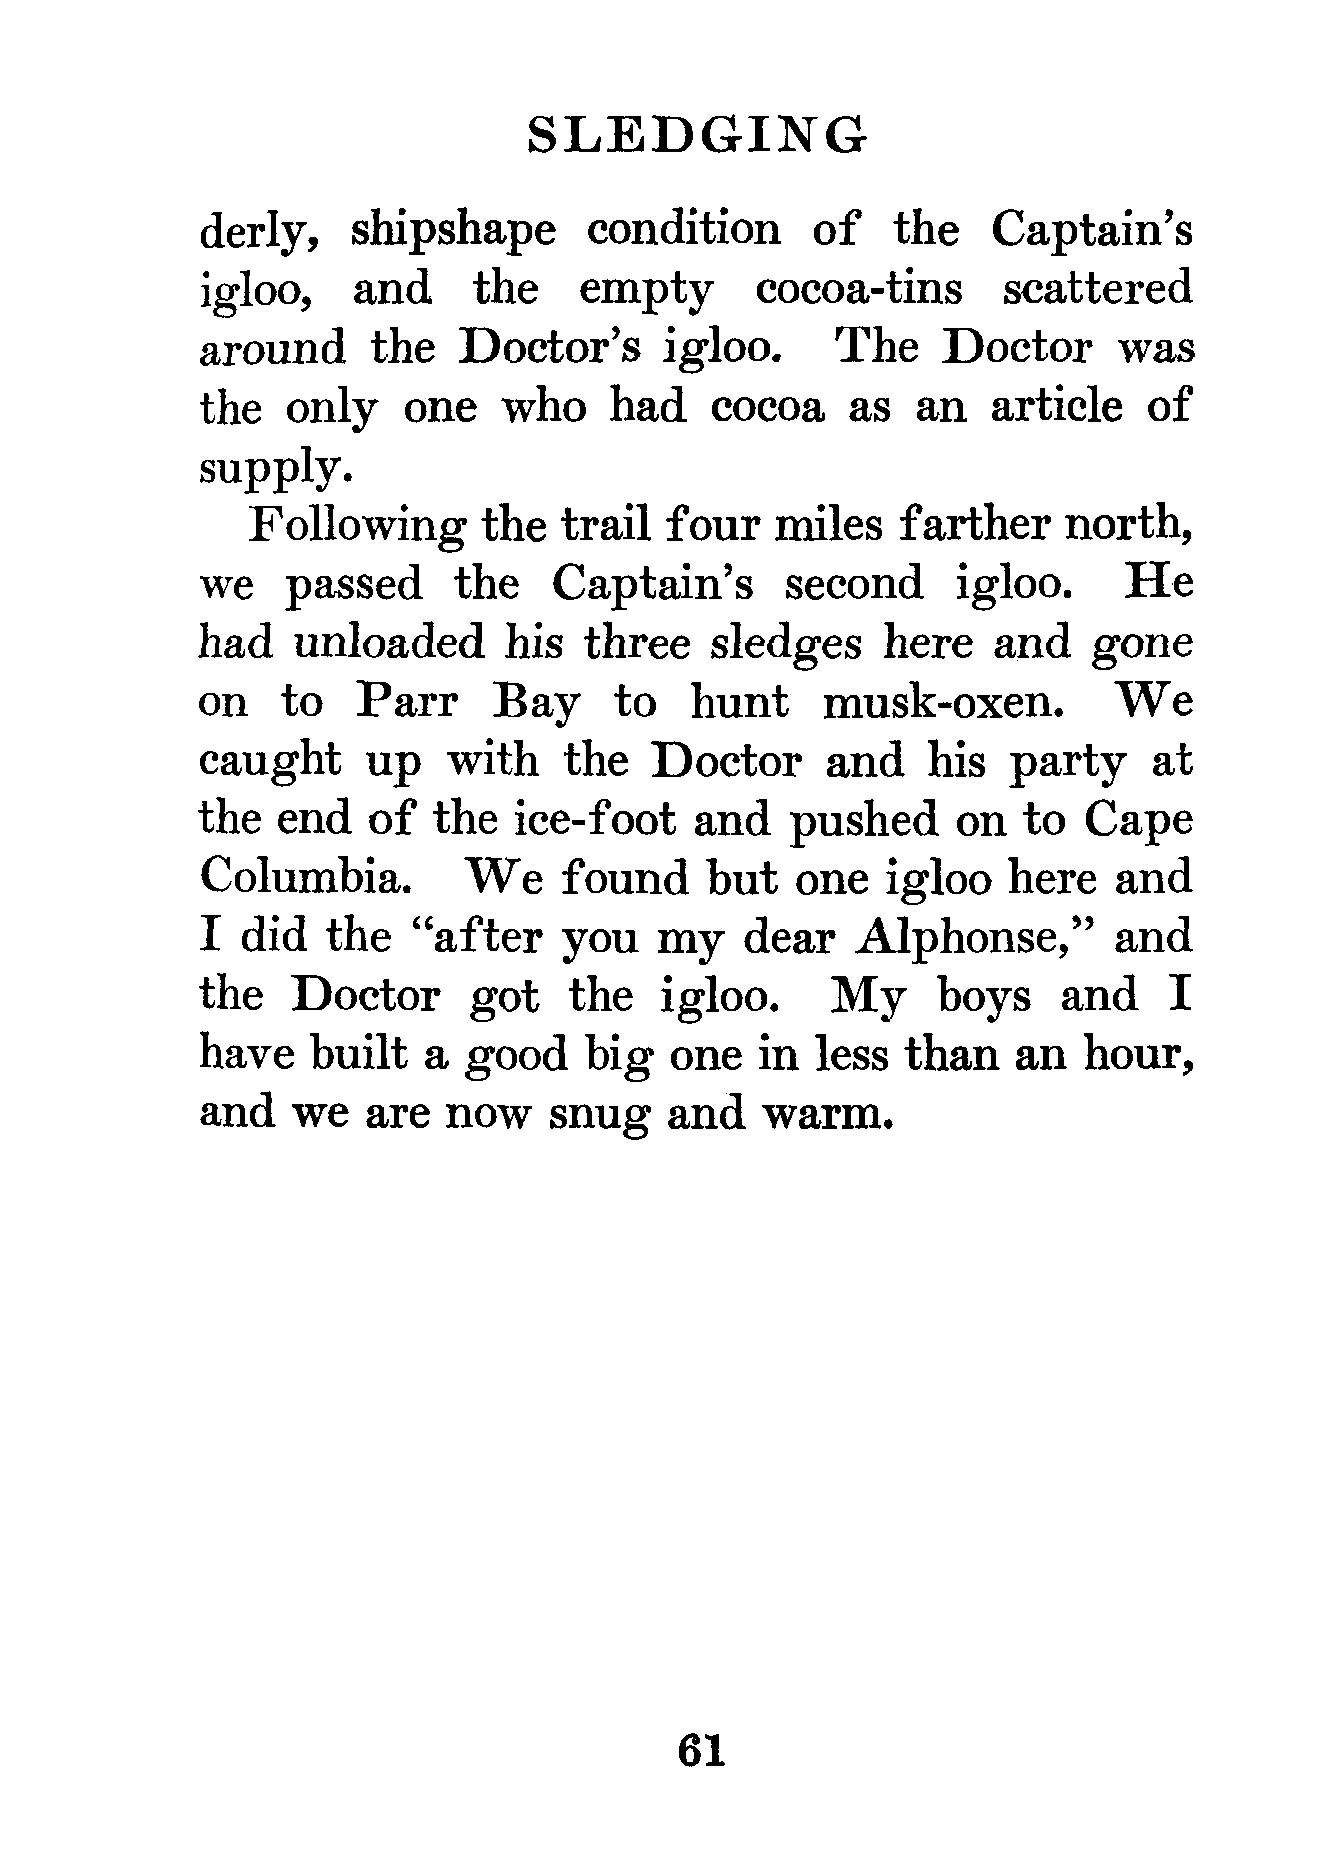 SLEDGING
derly, shipshape condition of the Captain's
igloo, and the empty cocoa-tins scattered
around the Doctor's igloo. The Doctor was
the only one who had cocoa as an article of
supply.
Following the trail four miles farther north,
we passed the Captain's second igloo. He
had unloaded his three sledges here and gone
on to Parr Bay to hunt musk-oxen. We
caught up with the Doctor and his party at
the end of the ice-foot and pushed on to Cape
Columbia. We found but one igloo here and
I did the “after you my dear Alphonse,” and
the Doctor got the igloo. My boys and I
have built a good big one in less than an hour,
and we are now snug and warm.
61